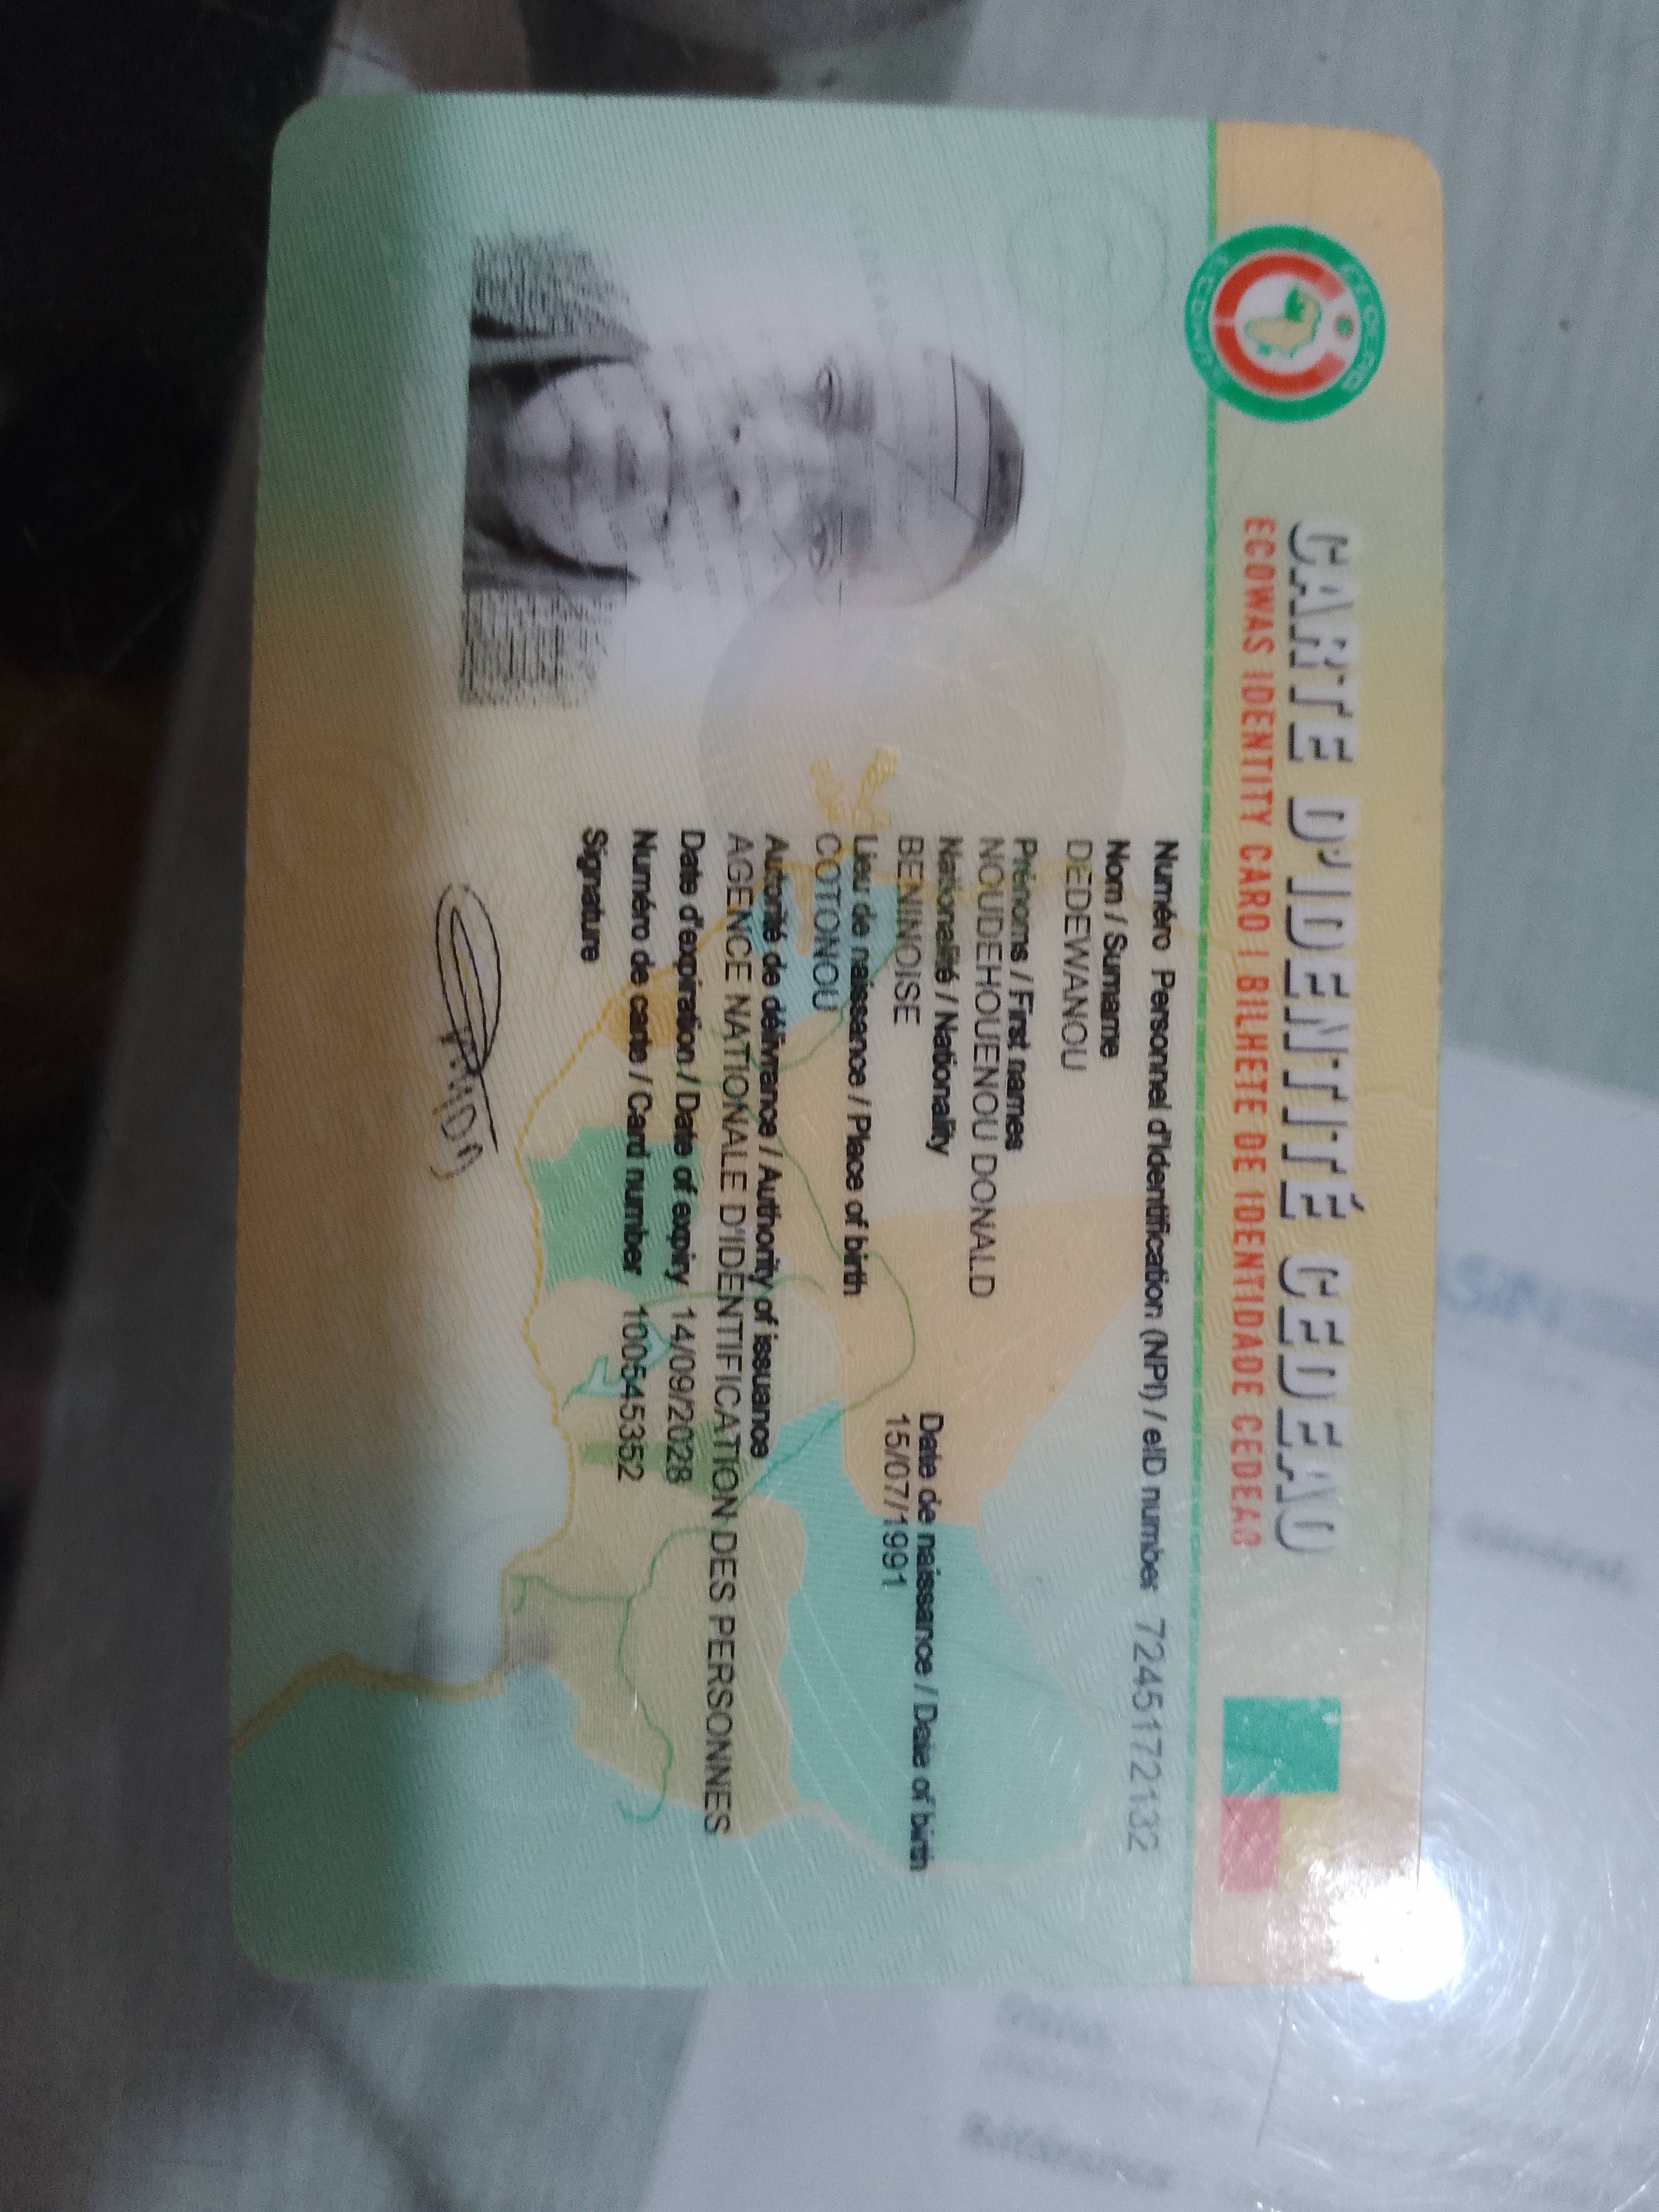 CARTE D'IDENTITÉ CEDEAO
ECOWAS IDENTITY CARD | BILHETE DE IDENTIDADE CEDEAO
Numéro Personnel d'Identification (NPI) / eID number 7245172132
Nom / Surname
DEDEWANOU
Prénoms / First names
NOUDEHOUENOU DONALD
Nationalité / Nationality
BENINOISE
Date de naissance / Date of birth
15/07/1991
Lieu de naissance / Place of birth
COTONOU
Autorité de délivrance / Authority of issuance
AGENCE NATIONALE D'IDENTIFICATION DES PERSONNES
Date d'expiration / Date of expiry 14/09/2028
Numéro de carte / Card number 100545352
Signature